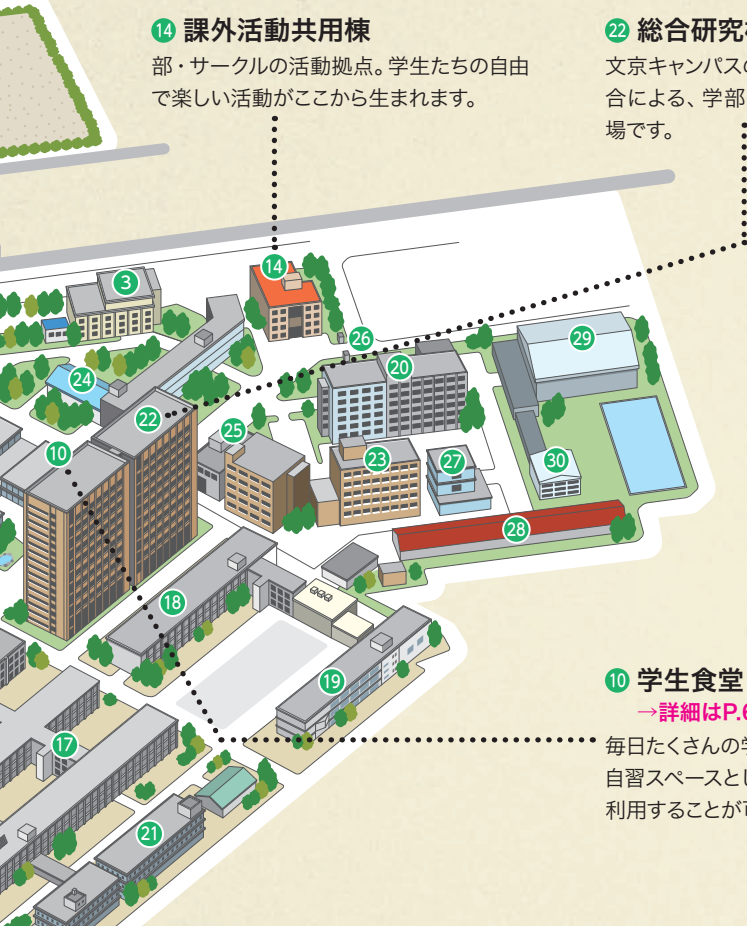 14 課外活動共用棟
部・サークルの活動拠点。学生たちの自由
で楽しい活動がここから生まれます。
22 総合研究
文京キャンパスの
合による、学部
場です。
3
14
26
20
29
24
22
25
10
23
27
30
28
18
19
17
21
10 学生食堂
→詳細はP.6
毎日たくさんの学
自習スペースとし
利用することが可